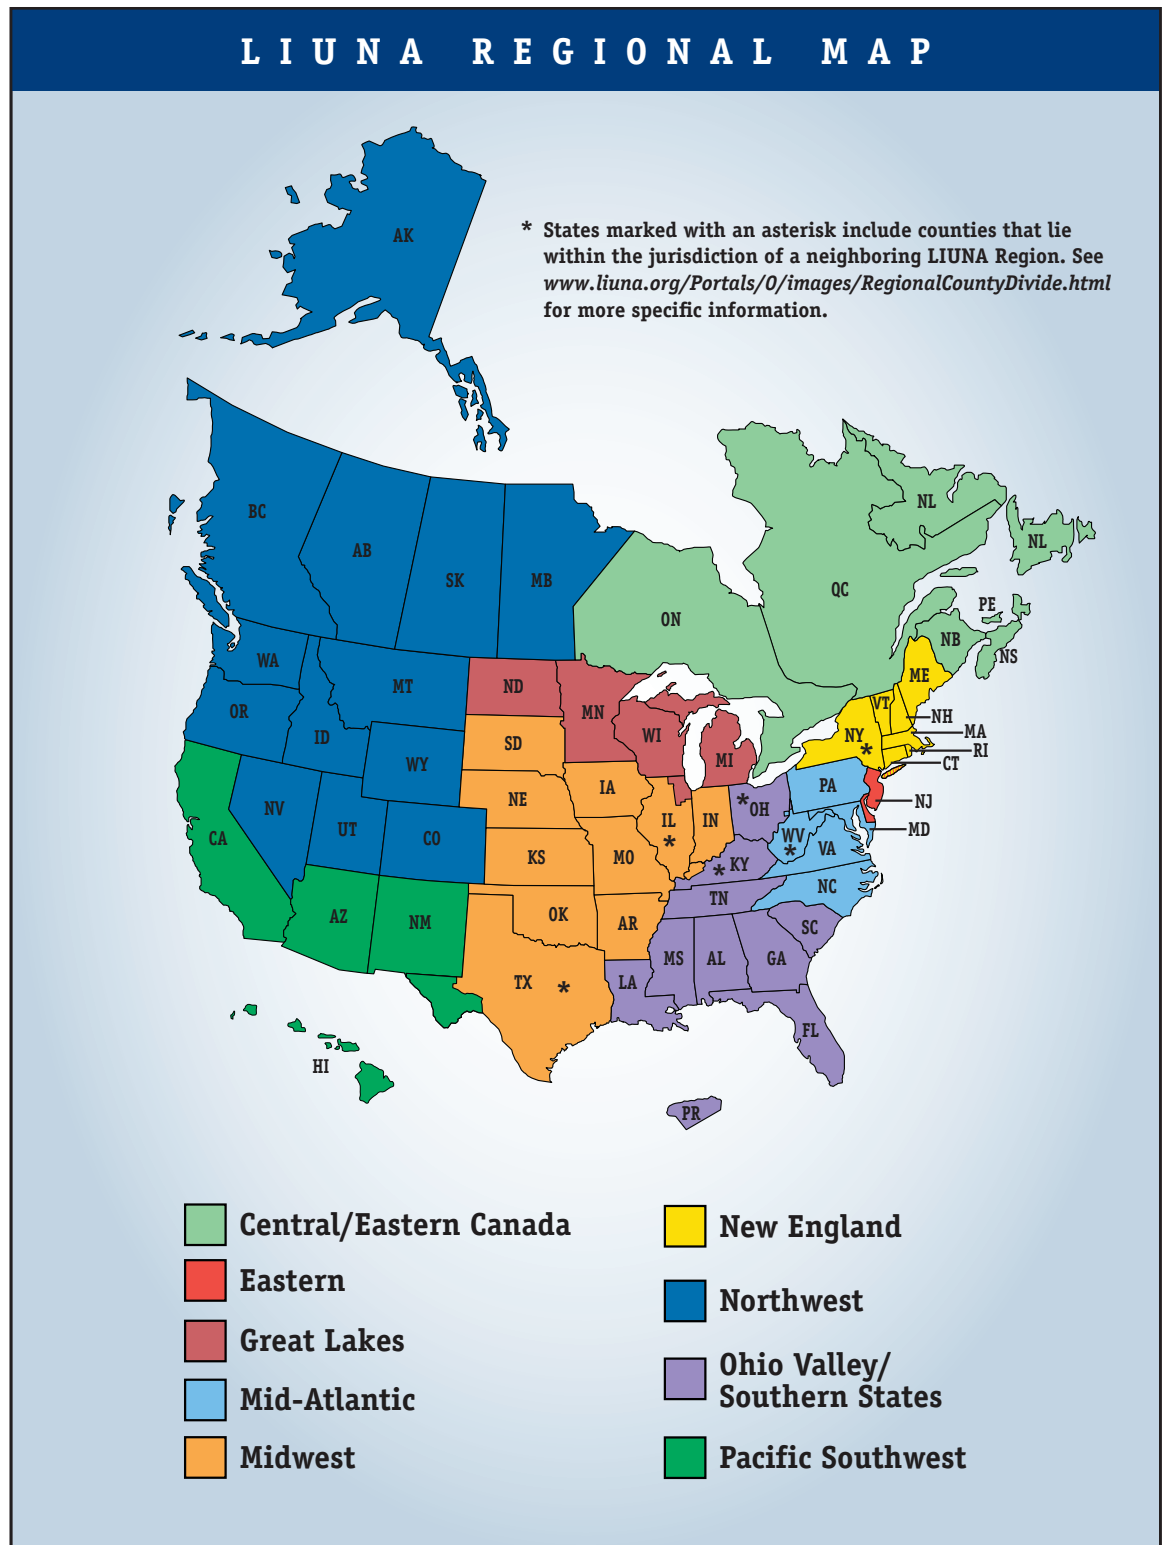 LIUNA REGIONAL MAP
AK
* States marked with an asterisk include counties that lie
within the jurisdiction of a neighboring LIUNA Region. See
www.liuna.org/Portals/0/images/RegionalCountyDivide.html
for more specific information.
BC
AB
SK
MB
ON
QC
NL
NL
PE
NB
NS
WA
MT
ND
MN
ME
OR
ID
WY
SD
WI
MI
NY
*
VT
NH
MA
RI
CT
NV
UT
CO
NE
IA
IL
*
IN
*
OH
PA
NJ
MD
CA
KS
MO
* KY
WV
*
VA
NC
AZ
NM
OK
AR
TN
SC
TX *
LA
MS
AL
GA
FL
HI
PR
Central/Eastern Canada
Eastern
Great Lakes
Mid-Atlantic
Midwest
New England
Northwest
Ohio Valley/
Southern States
Pacific Southwest